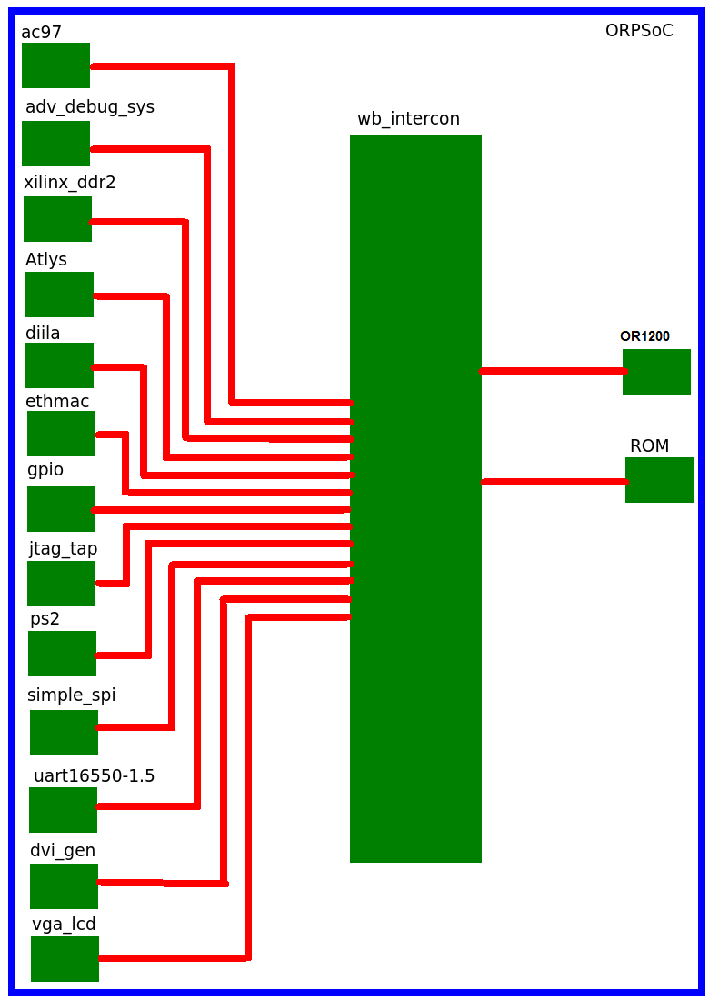 ac97
ORPSoC
adv_debug_sys
wb_intercon
xilinx_ddr2
Atlys
diila
OR1200
ethmac
ROM
gpio
jtag_tap
ps2
simple_spi
uart16550-1.5
dvi_gen
vga_lcd